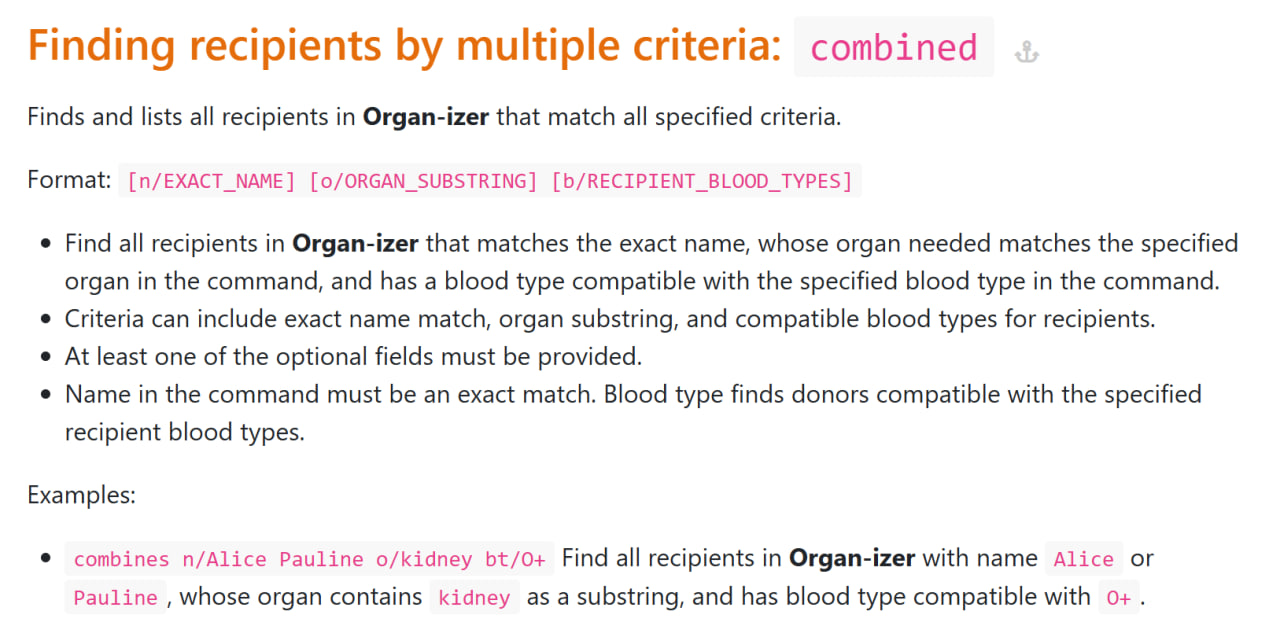 Finding recipients by multiple criteria: combined
Finds and lists all recipients in Organ-izer that match all specified criteria.
Format: [n/EXACT_NAME] [o/ORGAN_SUBSTRING] [b/RECIPIENT_BLOOD_TYPES]
• Find all recipients in Organ-izer that matches the exact name, whose organ needed matches the specified
organ in the command, and has a blood type compatible with the specified blood type in the command.
• Criteria can include exact name match, organ substring, and compatible blood types for recipients.
• At least one of the optional fields must be provided.
• Name in the command must be an exact match. Blood type finds donors compatible with the specified
recipient blood types.
Examples:
• combines n/Alice Pauline o/kidney bt/O+ Find all recipients in Organ-izer with name Alice or
Pauline , whose organ contains kidney as a substring, and has blood type compatible with O+ .